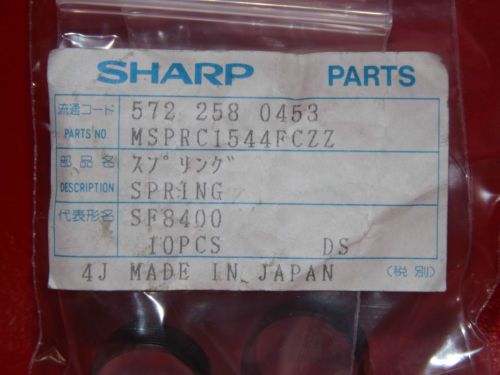 SHARP PARTS
流通コード 572 258 0453
PARTS NO. MSPRC1544FCZZ
部品名 スプリング
DESCRIPTION SPRING
代表形名 SF8400
10PCS DS
4J MADE IN JAPAN (税別)